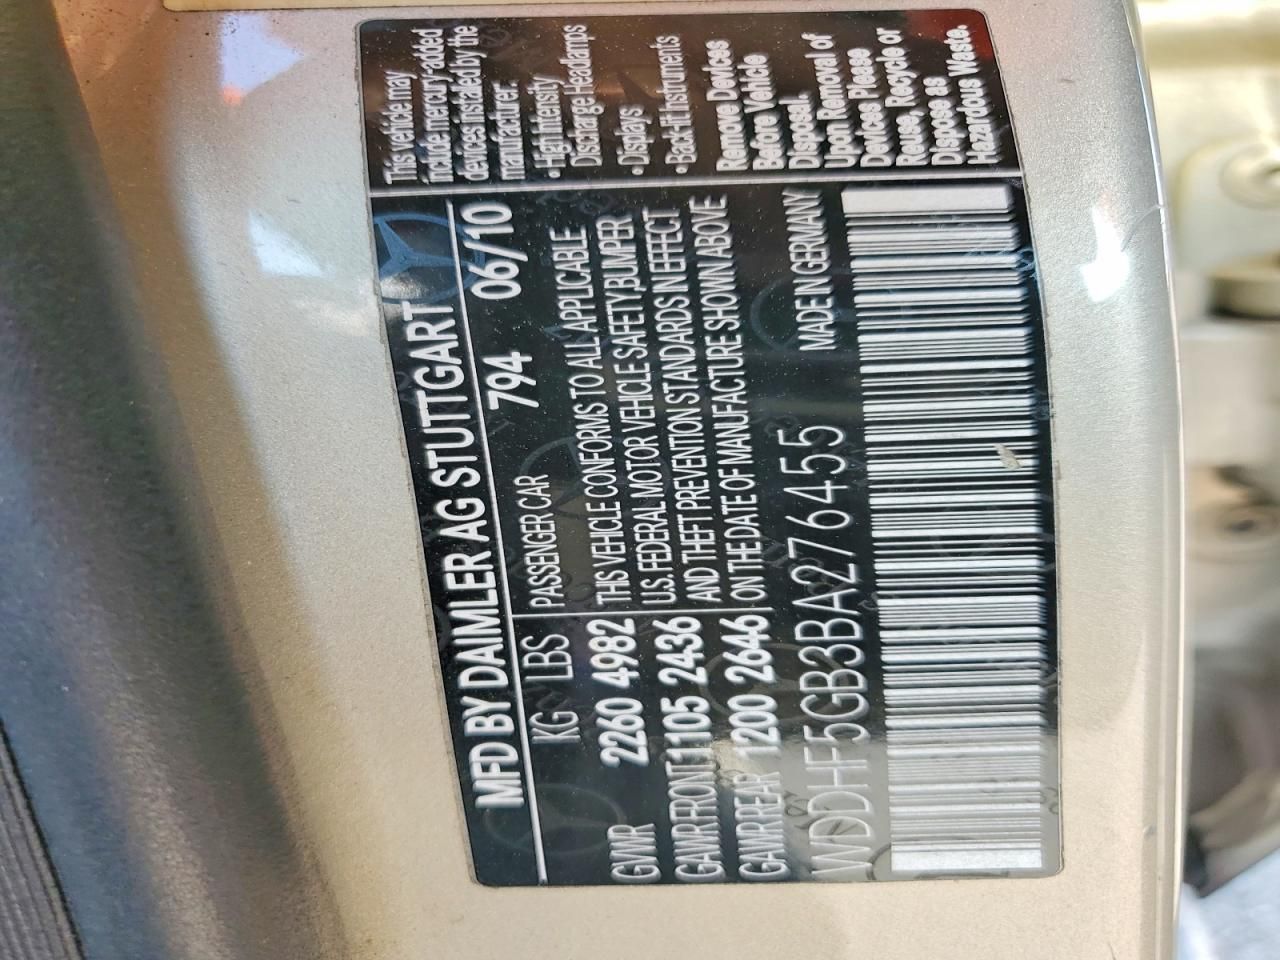 MFD BY DAIMLER AG STUTTGART
KG LBS PASSENGER CAR 794 06/10
GVWR 2260 4982 THIS VEHICLE CONFORMS TO ALL APPLICABLE
U.S. FEDERAL MOTOR VEHICLE SAFETY,BUMPER
GAWR FRONT 1105 2436 AND THEFT PREVENTION STANDARDS IN EFFECT
GAWR REAR 1200 2646 ON THE DATE OF MANUFACTURE SHOWN ABOVE
MADE IN GERMANY
WDDHF5GB3BA276455
This vehicle may
include mercury-added
devices installed by the
manufacturer:
• High Intensity
Discharge Headlamps
• Displays
• Back-lit Instruments
Remove Devices
Before Vehicle
Disposal.
Upon Removal of
Devices Please
Reuse, Recycle or
Dispose as
Hazardous Waste.